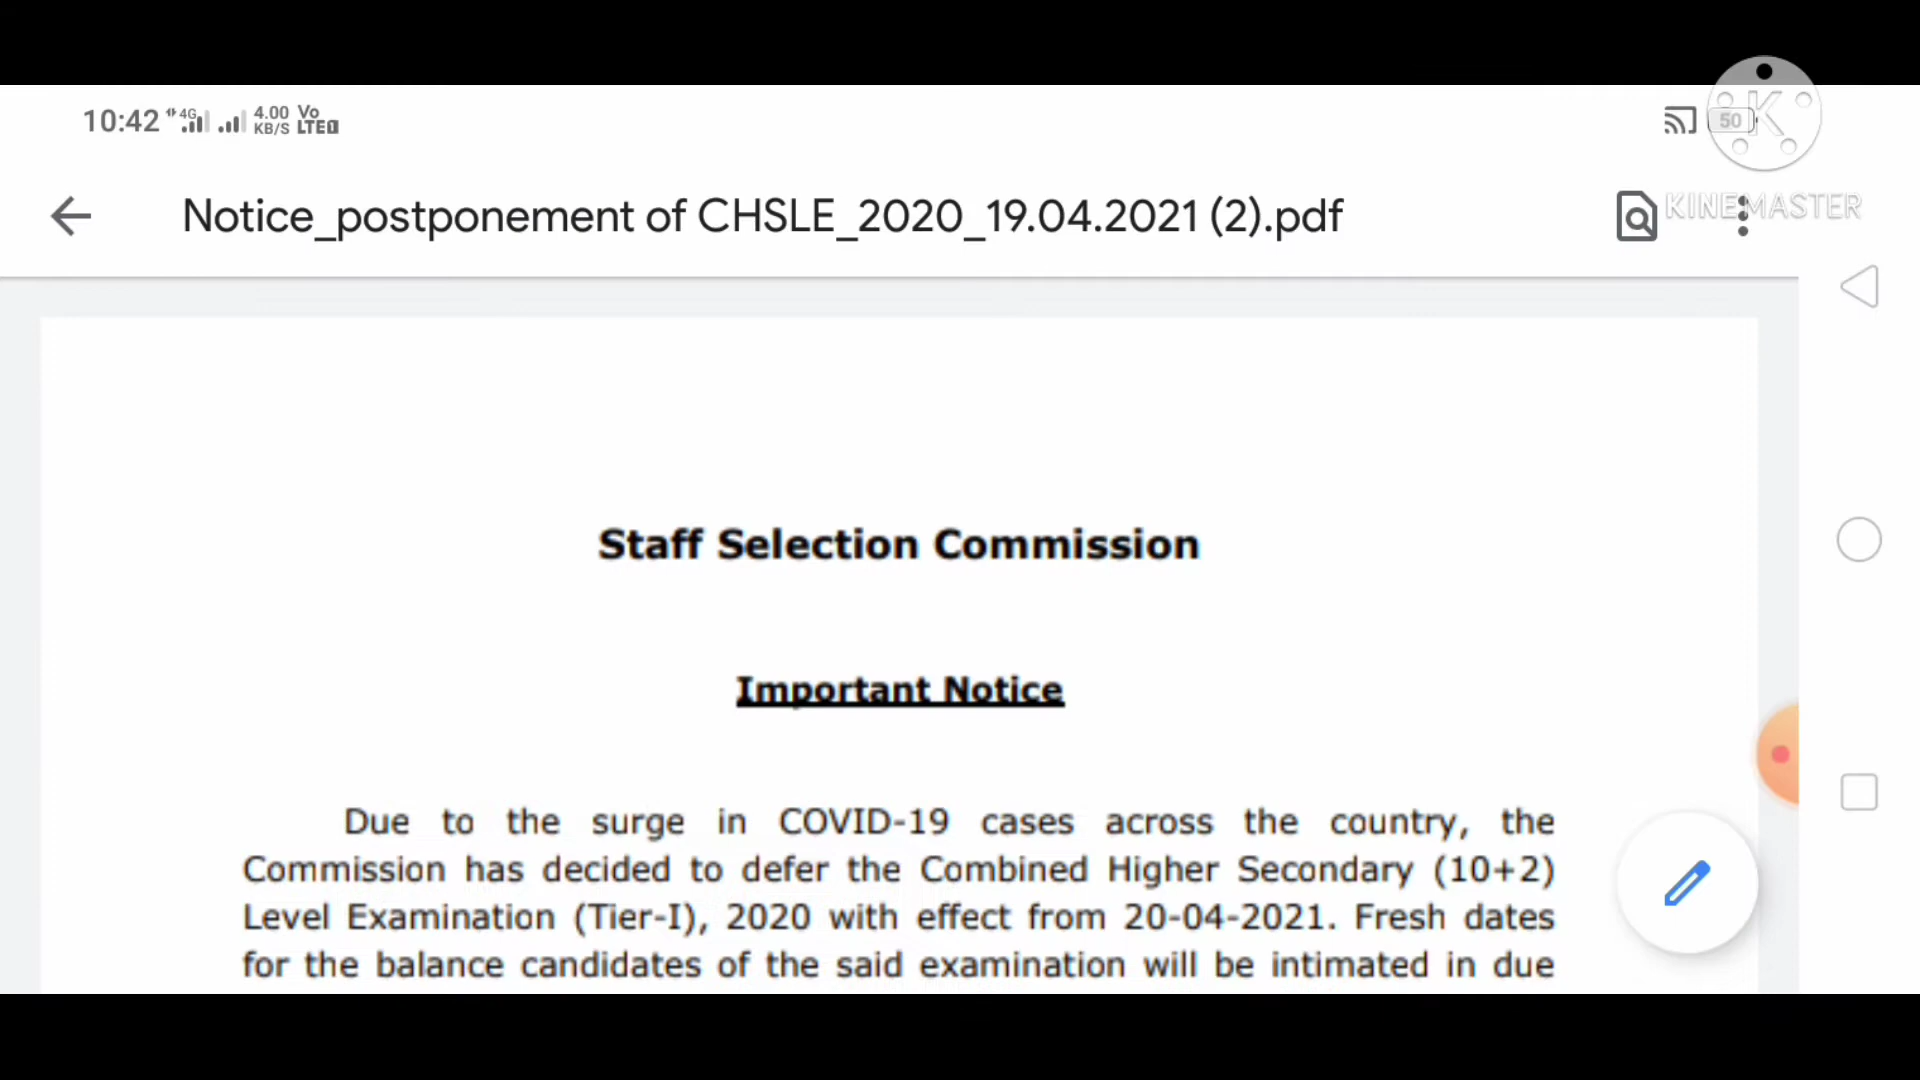 10:42 4G 4.00 KB/S Vo LTE
50
K
KINEMASTER
Notice_postponement of CHSLE_2020_19.04.2021 (2).pdf
Staff Selection Commission
Important Notice
Due to the surge in COVID-19 cases across the country, the
Commission has decided to defer the Combined Higher Secondary (10+2)
Level Examination (Tier-I), 2020 with effect from 20-04-2021. Fresh dates
for the balance candidates of the said examination will be intimated in due